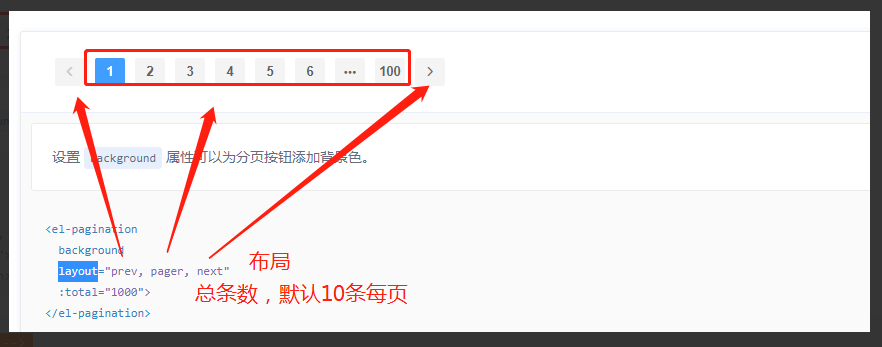 1 2 3 4 5 6 ••• 100
设置 background 属性可以为分页按钮添加背景色。
<el-pagination
background
layout="prev, pager, next"
布局
:total="1000">
总条数，默认10条每页
</el-pagination>